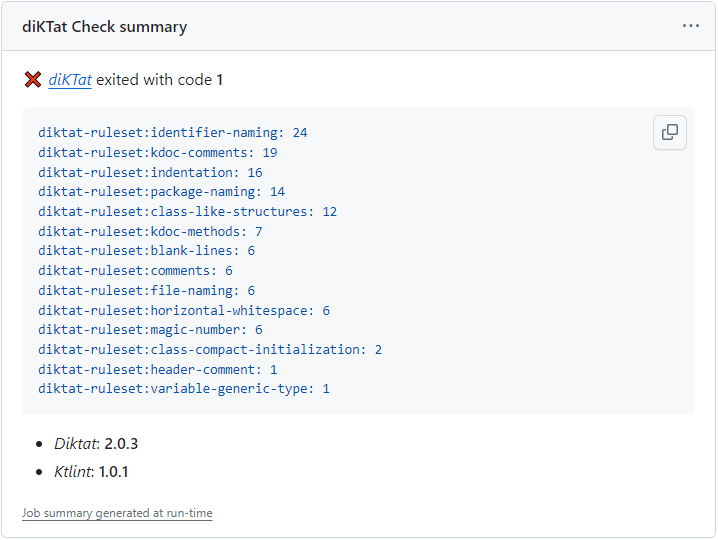 diKTat Check summary
diKTat exited with code 1
diktat-ruleset:identifier-naming: 24
diktat-ruleset:kdoc-comments: 19
diktat-ruleset:indentation: 16
diktat-ruleset:package-naming: 14
diktat-ruleset:class-like-structures: 12
diktat-ruleset:kdoc-methods: 7
diktat-ruleset:blank-lines: 6
diktat-ruleset:comments: 6
diktat-ruleset:file-naming: 6
diktat-ruleset:horizontal-whitespace: 6
diktat-ruleset:magic-number: 6
diktat-ruleset:class-compact-initialization: 2
diktat-ruleset:header-comment: 1
diktat-ruleset:variable-generic-type: 1
Diktat: 2.0.3
Ktlint: 1.0.1
Job summary generated at run-time